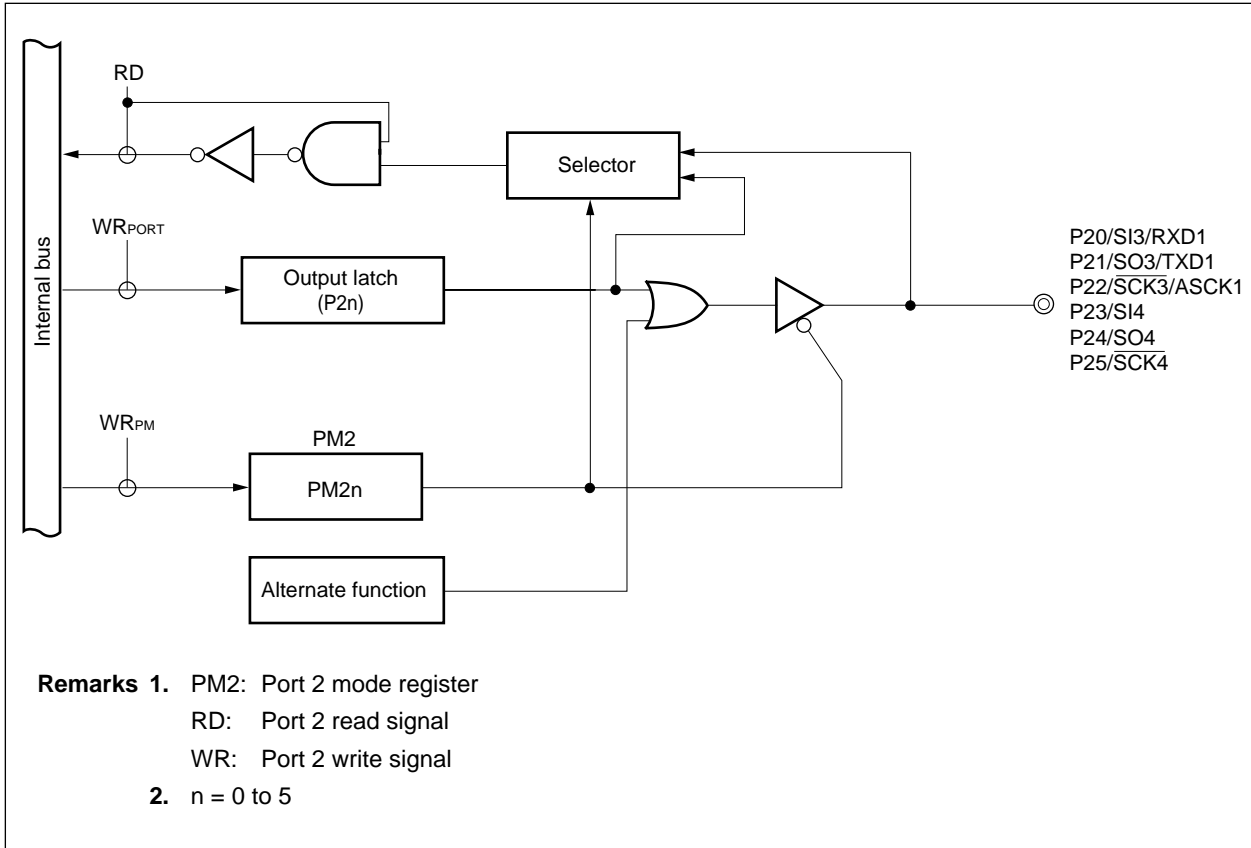 RD
Selector
WRPORT
Internal bus
Output latch
(P2n)
P20/SI3/RXD1
P21/SO3/TXD1
P22/S̅C̅K̅3̅/ASCK1
P23/SI4
P24/SO4
P25/S̅C̅K̅4̅
WRPM
PM2
PM2n
Alternate function
Remarks 1. PM2: Port 2 mode register
RD: Port 2 read signal
WR: Port 2 write signal
2. n = 0 to 5